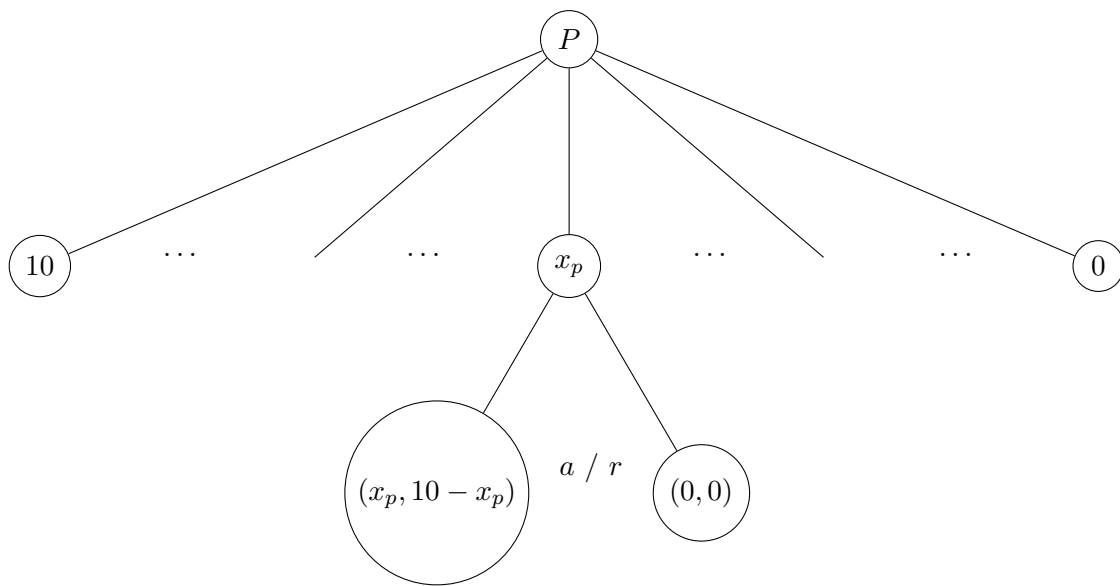 P
10 ... ... x_p ... ... 0
a / r
(x_p, 10 − x_p) (0, 0)